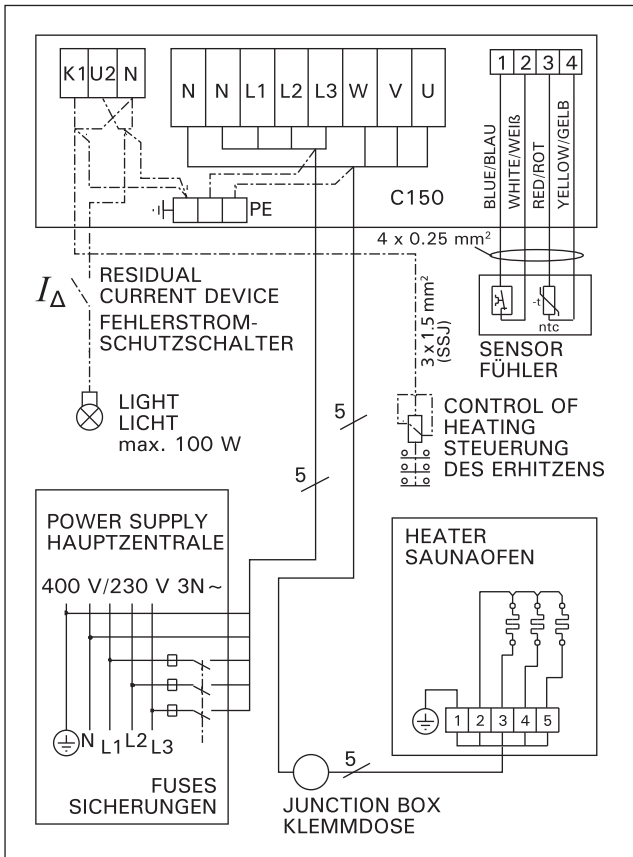 K1 U2 N
N N L1 L2 L3 W V U
1 2 3 4
BLUE/BLAU
WHITE/WEIß
RED/ROT
YELLOW/GELB
PE
C150
4 x 0.25 mm²
I∆
RESIDUAL
CURRENT DEVICE
FEHLERSTROM-
SCHUTZSCHALTER
3 x 1.5 mm²
(SSJ)
-t
ntc
SENSOR
FÜHLER
LIGHT
LICHT
max. 100 W
5
CONTROL OF
HEATING
STEUERUNG
DES ERHITZENS
5
POWER SUPPLY
HAUPTZENTRALE
400 V/230 V 3N~
N L1 L2 L3
FUSES
SICHERUNGEN
HEATER
SAUNAOFEN
1 2 3 4 5
5
JUNCTION BOX
KLEMMDOSE